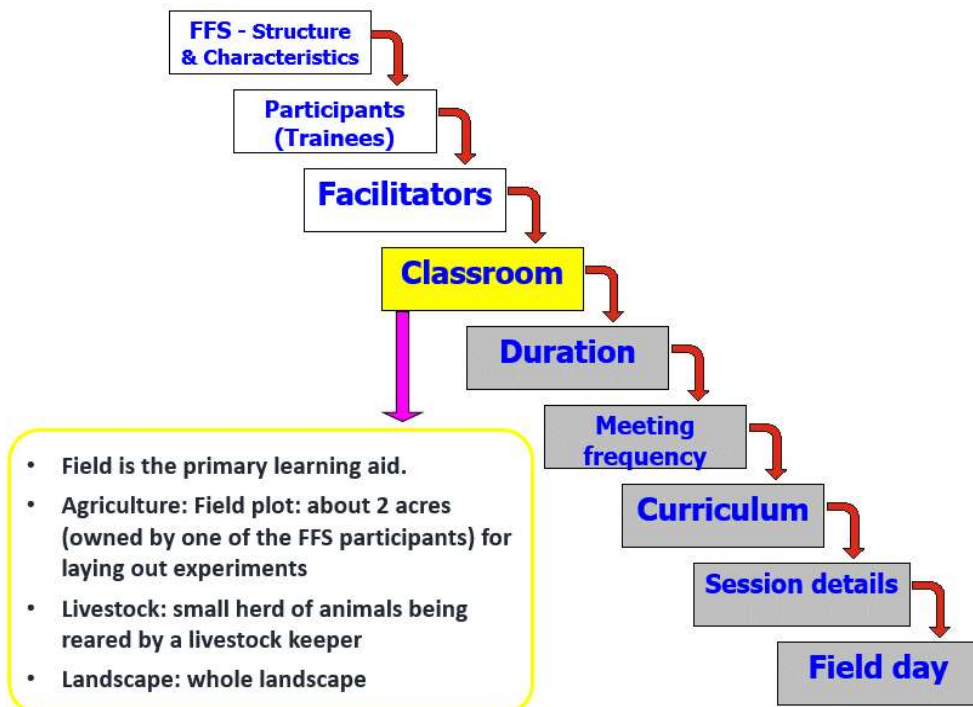 FFS - Structure
& Characteristics
Participants
(Trainees)
Facilitators
Classroom
Duration
Meeting
frequency
Curriculum
Session details
Field day
• Field is the primary learning aid.
• Agriculture: Field plot: about 2 acres
(owned by one of the FFS participants) for
laying out experiments
• Livestock: small herd of animals being
reared by a livestock keeper
• Landscape: whole landscape